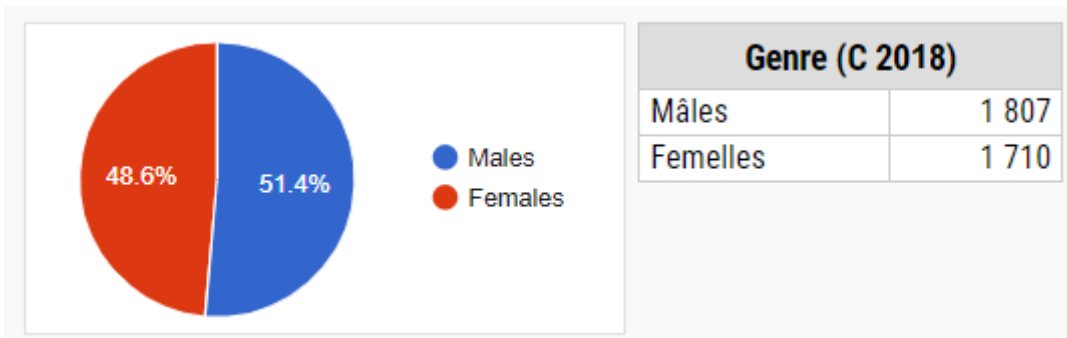 48.6%
51.4%
Males
Females
Genre (C 2018)
Mâles 1 807
Femelles 1 710